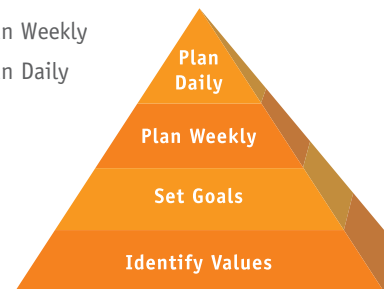 n Weekly
n Daily
Plan
Daily
Plan Weekly
Set Goals
Identify Values